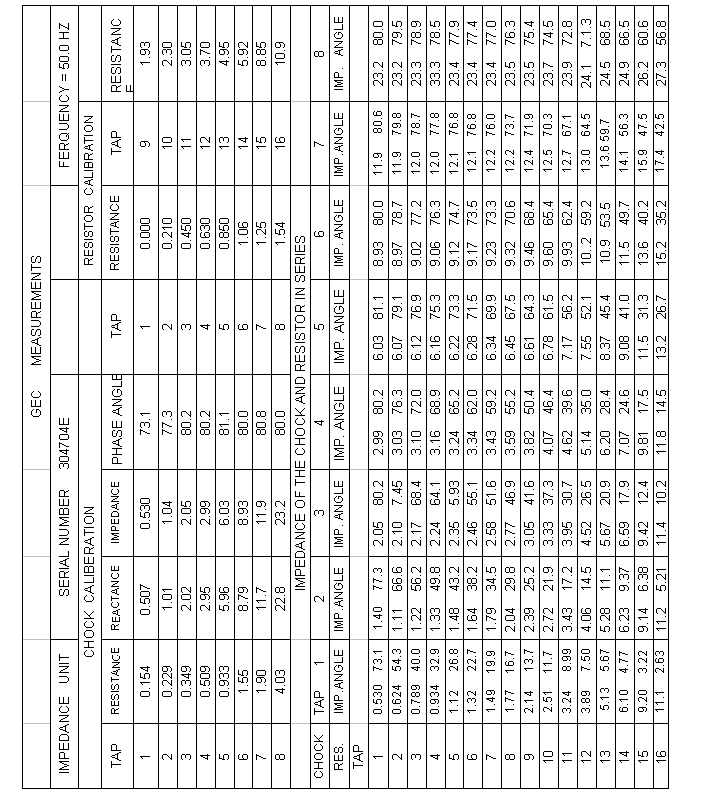 GEC MEASUREMENTS
IMPEDANCE UNIT SERIAL NUMBER 304704E FERQUENCY = 50.0 HZ
CHOCK CALIBERATION RESISTOR CALIBRATION
TAP RESISTANCE REACTANCE IMPEDANCE PHASE ANGLE TAP RESISTANCE TAP RESISTANC
E
1 0.154 0.507 0.530 73.1 1 0.000 9 1.93
2 0.229 1.01 1.04 77.3 2 0.210 10 2.30
3 0.349 2.02 2.05 80.2 3 0.450 11 3.05
4 0.509 2.95 2.99 80.2 4 0.630 12 3.70
5 0.933 5.96 6.03 81.1 5 0.850 13 4.95
6 1.55 8.79 8.93 80.0 6 1.06 14 5.92
7 1.90 11.7 11.9 80.8 7 1.25 15 8.85
8 4.03 22.8 23.2 80.0 8 1.54 16 10.9
IMPEDANCE OF THE CHOCK AND RESISTOR IN SERIES
CHOCK TAP 1 2 3 4 5 6 7 8
RES. IMP. ANGLE IMP. ANGLE IMP. ANGLE IMP. ANGLE IMP. ANGLE IMP. ANGLE IMP. ANGLE IMP. ANGLE
TAP
1 0.530 73.1 1.40 77.3 2.05 80.2 2.99 80.2 6.03 81.1 8.93 80.0 11.9 80.6 23.2 80.0
2 0.624 54.3 1.11 66.6 2.10 7.45 3.03 76.3 6.07 79.1 8.97 78.7 11.9 79.8 23.2 79.5
3 0.789 40.0 1.22 56.2 2.17 68.4 3.10 72.0 6.12 76.9 9.02 77.2 12.0 78.7 23.3 78.9
4 0.934 32.9 1.33 49.8 2.24 64.1 3.16 68.9 6.16 75.3 9.06 76.3 12.0 77.8 33.3 78.5
5 1.12 26.8 1.48 43.2 2.35 5.93 3.24 65.2 6.22 73.3 9.12 74.7 12.1 76.8 23.4 77.9
6 1.32 22.7 1.64 38.2 2.46 55.1 3.34 62.0 6.28 71.5 9.17 73.5 12.1 76.8 23.4 77.4
7 1.49 19.9 1.79 34.5 2.58 51.6 3.43 59.2 6.34 69.9 9.23 73.3 12.2 76.0 23.4 77.0
8 1.77 16.7 2.04 29.8 2.77 46.9 3.59 55.2 6.45 67.5 9.32 70.6 12.2 73.7 23.5 76.3
9 2.14 13.7 2.39 25.2 3.05 41.6 3.82 50.4 6.61 64.3 9.46 68.4 12.4 71.9 23.5 75.4
10 2.51 11.7 2.72 21.9 3.33 37.3 4.07 46.4 6.78 61.5 9.60 65.4 12.5 70.3 23.7 74.5
11 3.24 8.99 3.43 17.2 3.95 30.7 4.62 39.6 7.17 56.2 9.93 62.4 12.7 67.1 23.9 72.8
12 3.89 7.50 4.06 14.5 4.52 26.5 5.14 35.0 7.55 52.1 10.2 59.2 13.0 64.5 24.1 7.1.3
13 5.13 5.67 5.28 11.1 5.67 20.9 6.20 28.4 8.37 45.4 10.9 53.5 13.6 59.7 24.5 68.5
14 6.10 4.77 6.23 9.37 6.59 17.9 7.07 24.6 9.08 41.0 11.5 49.7 14.1 56.3 24.9 66.5
15 9.20 3.22 9.14 6.38 9.42 12.4 9.81 17.5 11.5 31.3 13.6 40.2 15.9 47.5 26.2 60.6
16 11.1 2.63 11.2 5.21 11.4 10.2 11.8 14.5 13.2 26.7 15.2 35.2 17.4 42.5 27.3 56.8